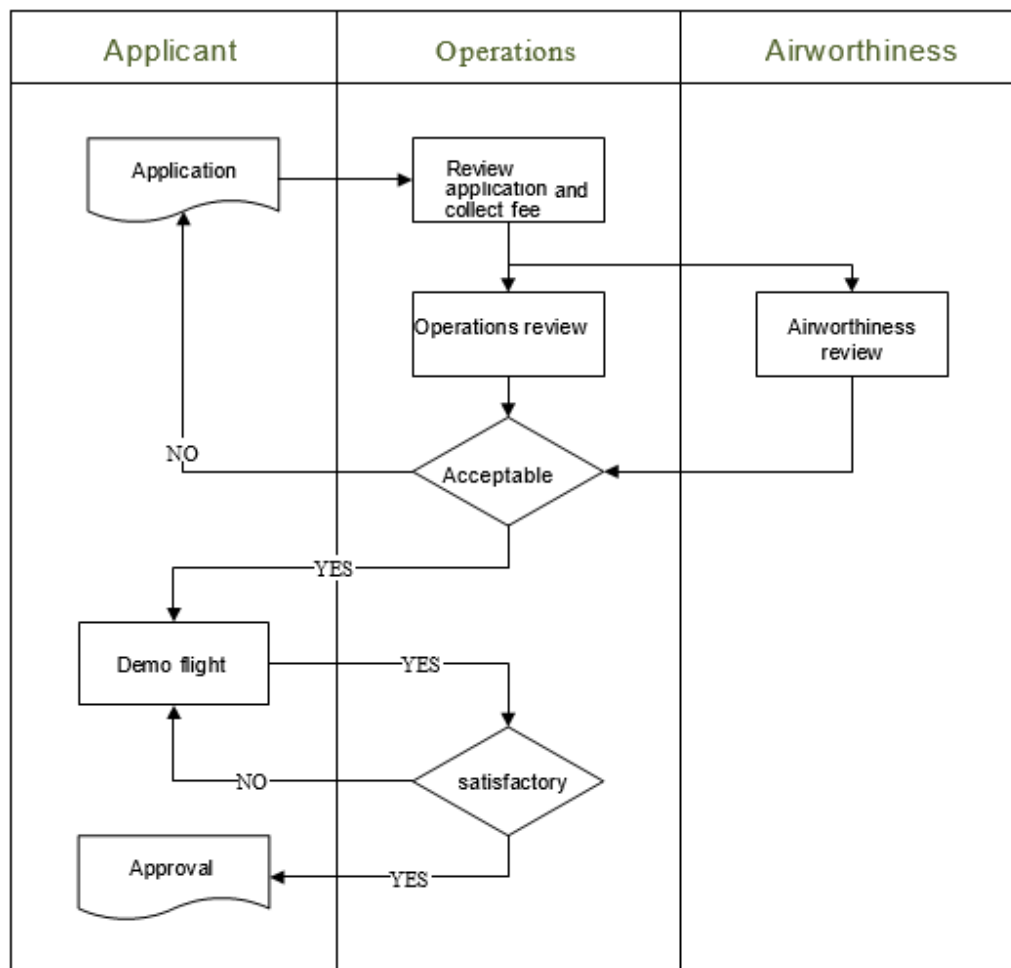 Applicant
Operations
Airworthiness
Application
Review
application and
collect fee
Operations review
Airworthiness
review
NO
Acceptable
YES
Demo flight
YES
NO
satisfactory
Approval
YES